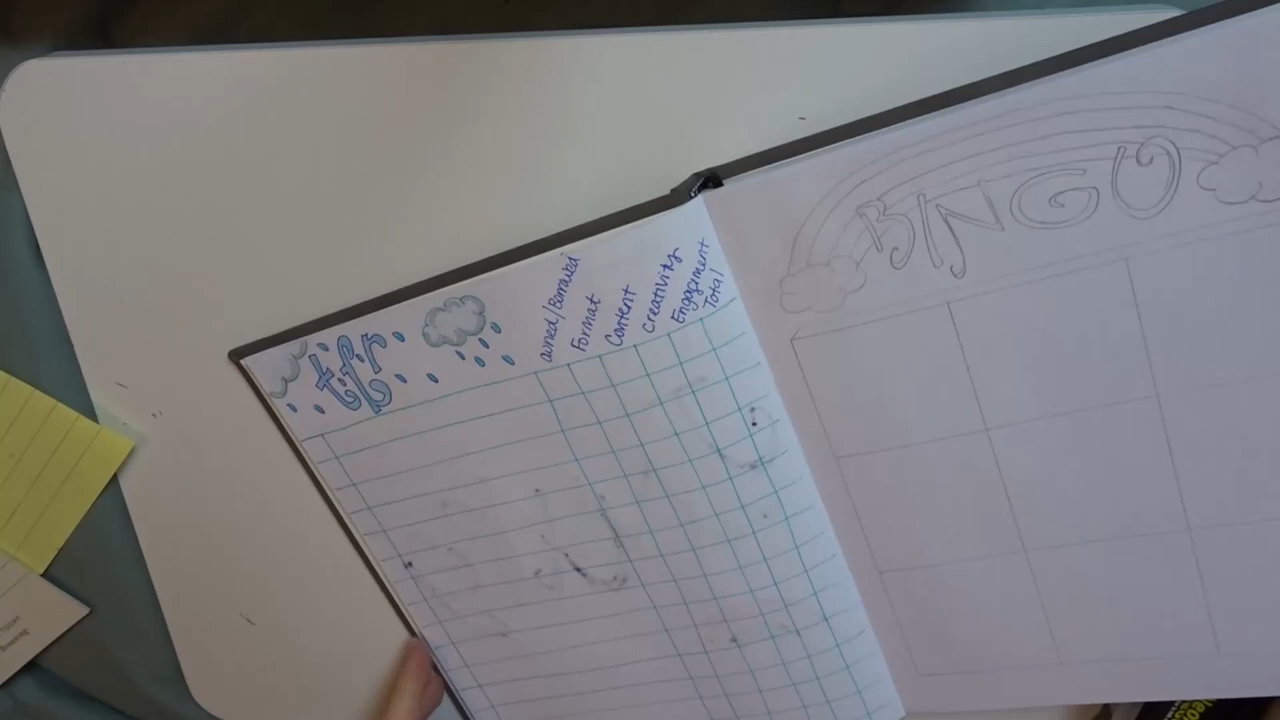 tbr
owned/Borrowed
Format
Content
Creativity
Engagement
Total
BINGO